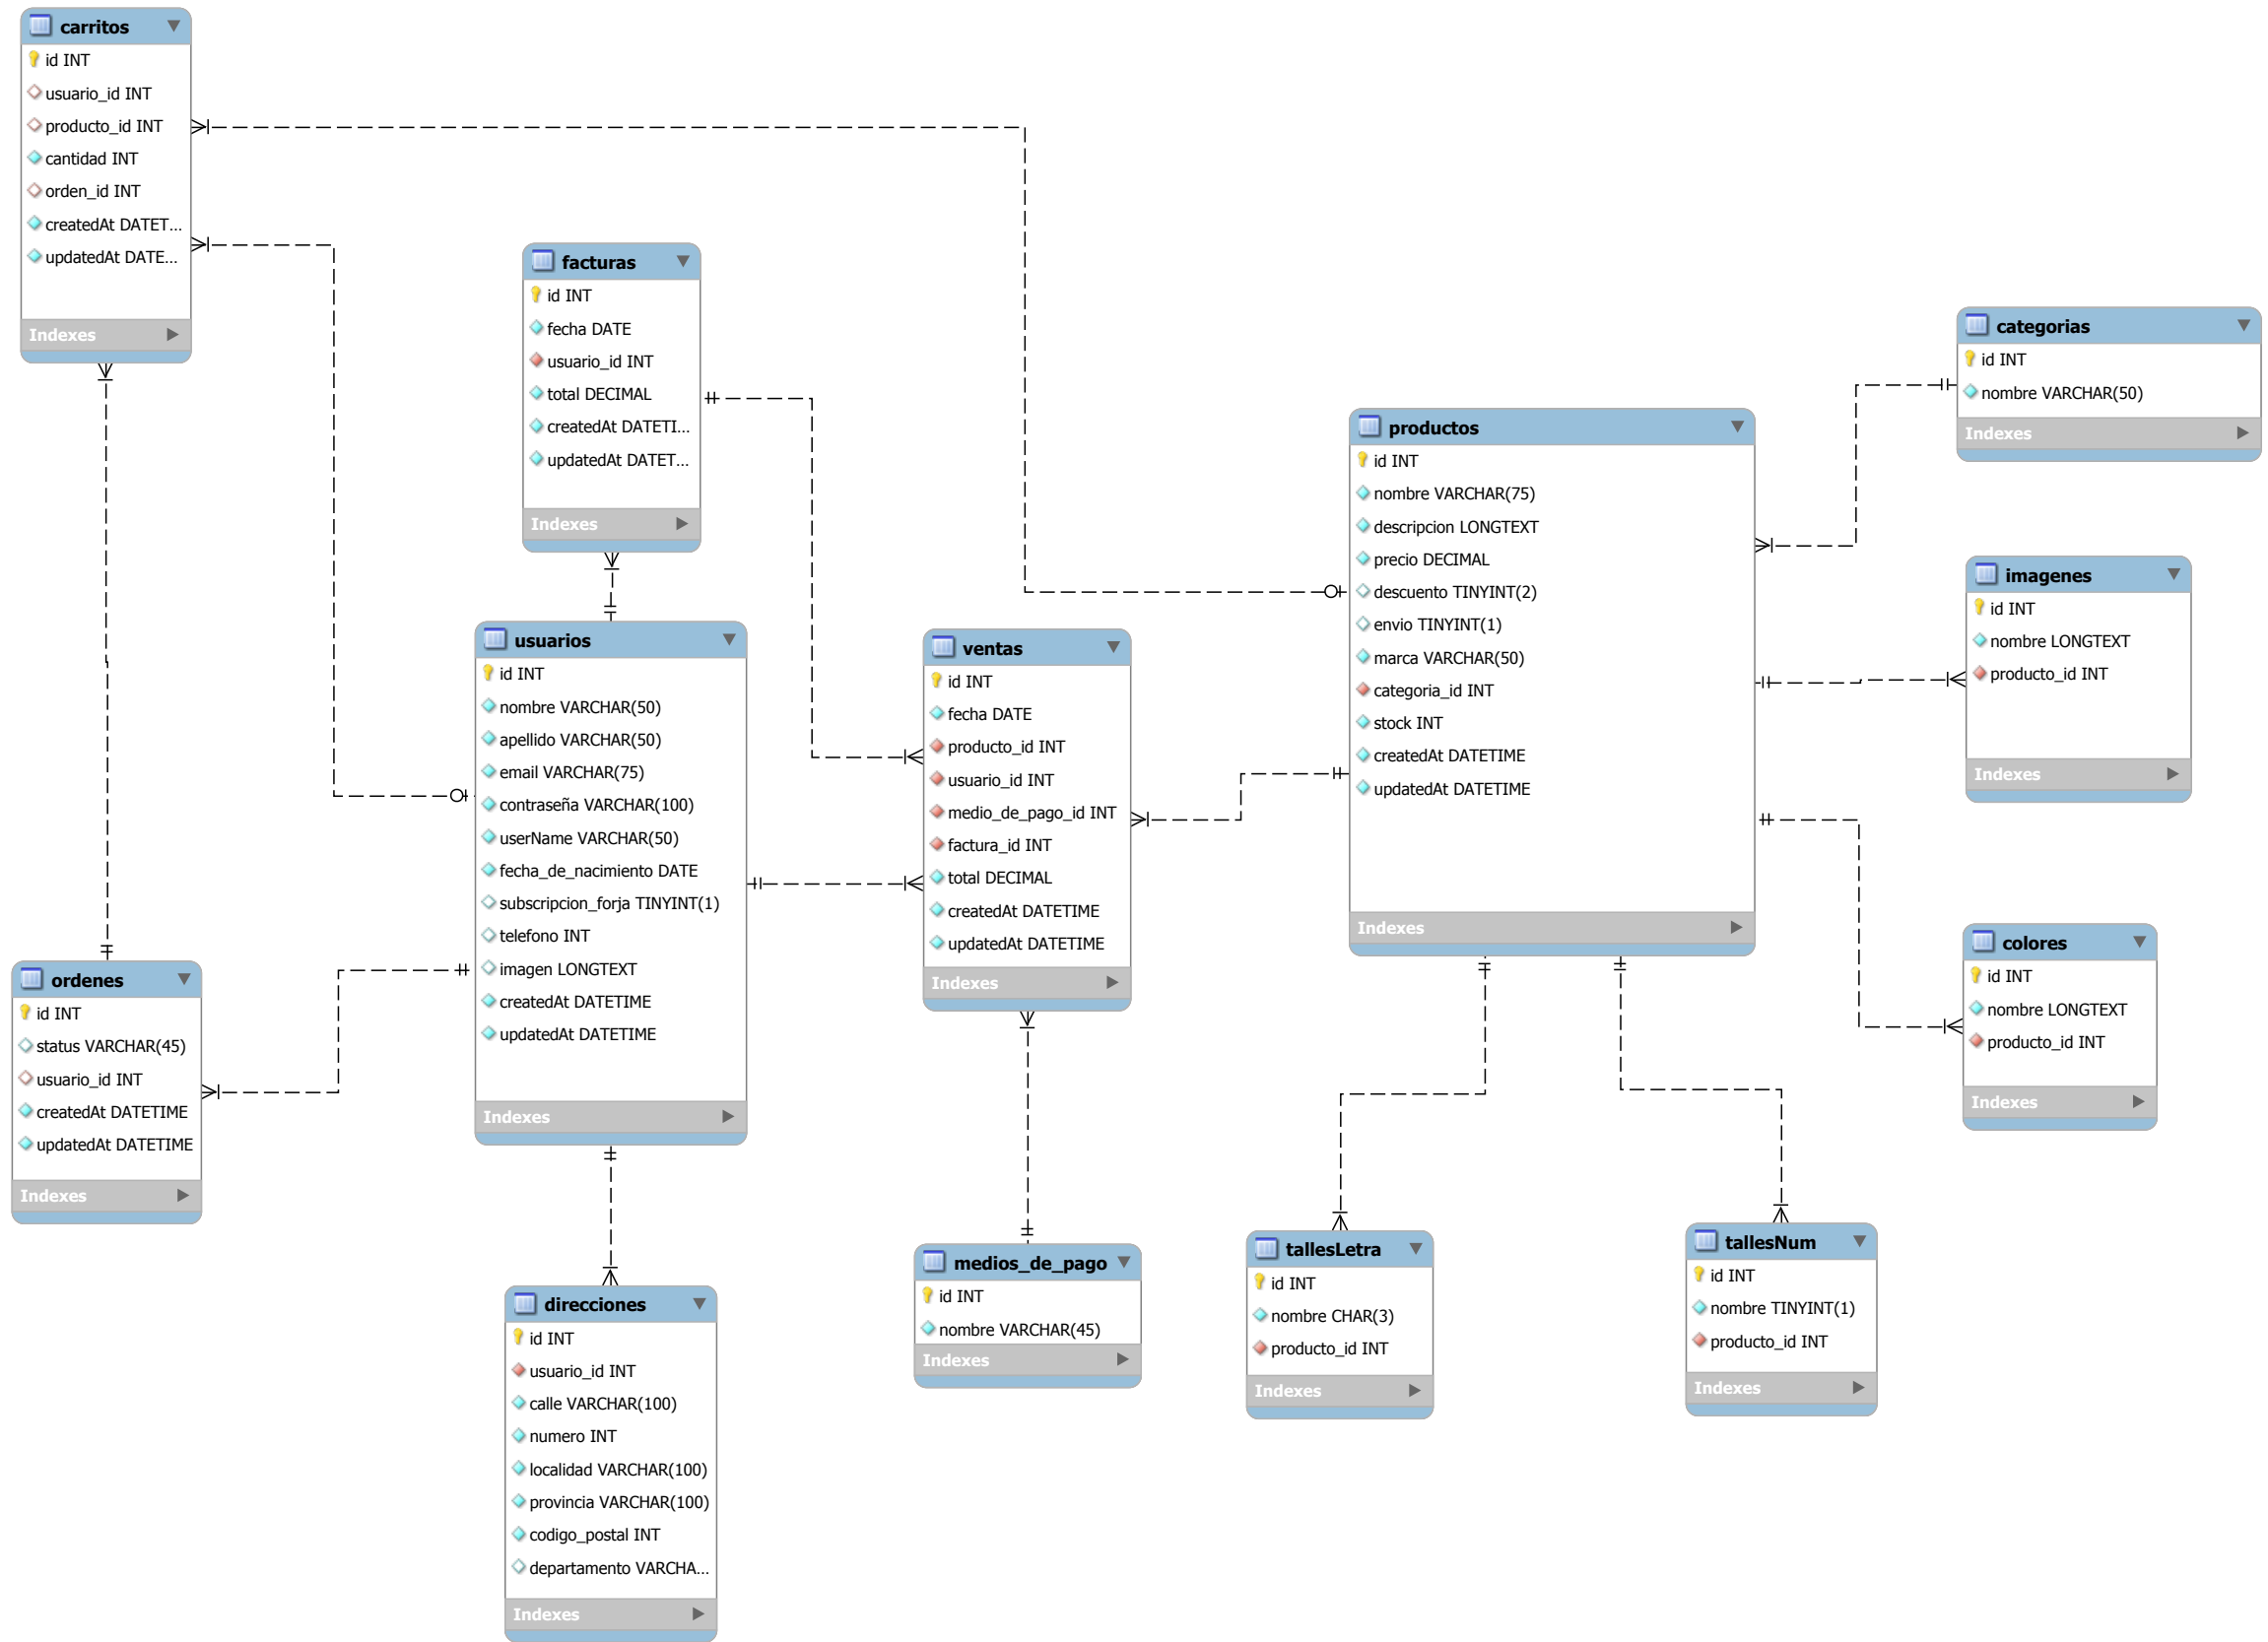 carritos
id INT
usuario_id INT
producto_id INT
cantidad INT
orden_id INT
createdAt DATET...
updatedAt DATE...
Indexes
facturas
id INT
fecha DATE
usuario_id INT
total DECIMAL
createdAt DATETI...
updatedAt DATET...
Indexes
categorias
id INT
nombre VARCHAR(50)
Indexes
productos
id INT
nombre VARCHAR(75)
descripcion LONGTEXT
precio DECIMAL
descuento TINYINT(2)
envio TINYINT(1)
marca VARCHAR(50)
categoria_id INT
stock INT
createdAt DATETIME
updatedAt DATETIME
Indexes
imagenes
id INT
nombre LONGTEXT
producto_id INT
Indexes
usuarios
id INT
nombre VARCHAR(50)
apellido VARCHAR(50)
email VARCHAR(75)
contraseña VARCHAR(100)
userName VARCHAR(50)
fecha_de_nacimiento DATE
subscripcion_forja TINYINT(1)
telefono INT
imagen LONGTEXT
createdAt DATETIME
updatedAt DATETIME
Indexes
ventas
id INT
fecha DATE
producto_id INT
usuario_id INT
medio_de_pago_id INT
factura_id INT
total DECIMAL
createdAt DATETIME
updatedAt DATETIME
Indexes
colores
id INT
nombre LONGTEXT
producto_id INT
Indexes
ordenes
id INT
status VARCHAR(45)
usuario_id INT
createdAt DATETIME
updatedAt DATETIME
Indexes
direcciones
id INT
usuario_id INT
calle VARCHAR(100)
numero INT
localidad VARCHAR(100)
provincia VARCHAR(100)
codigo_postal INT
departamento VARCHA...
Indexes
medios_de_pago
id INT
nombre VARCHAR(45)
Indexes
tallesLetra
id INT
nombre CHAR(3)
producto_id INT
Indexes
tallesNum
id INT
nombre TINYINT(1)
producto_id INT
Indexes